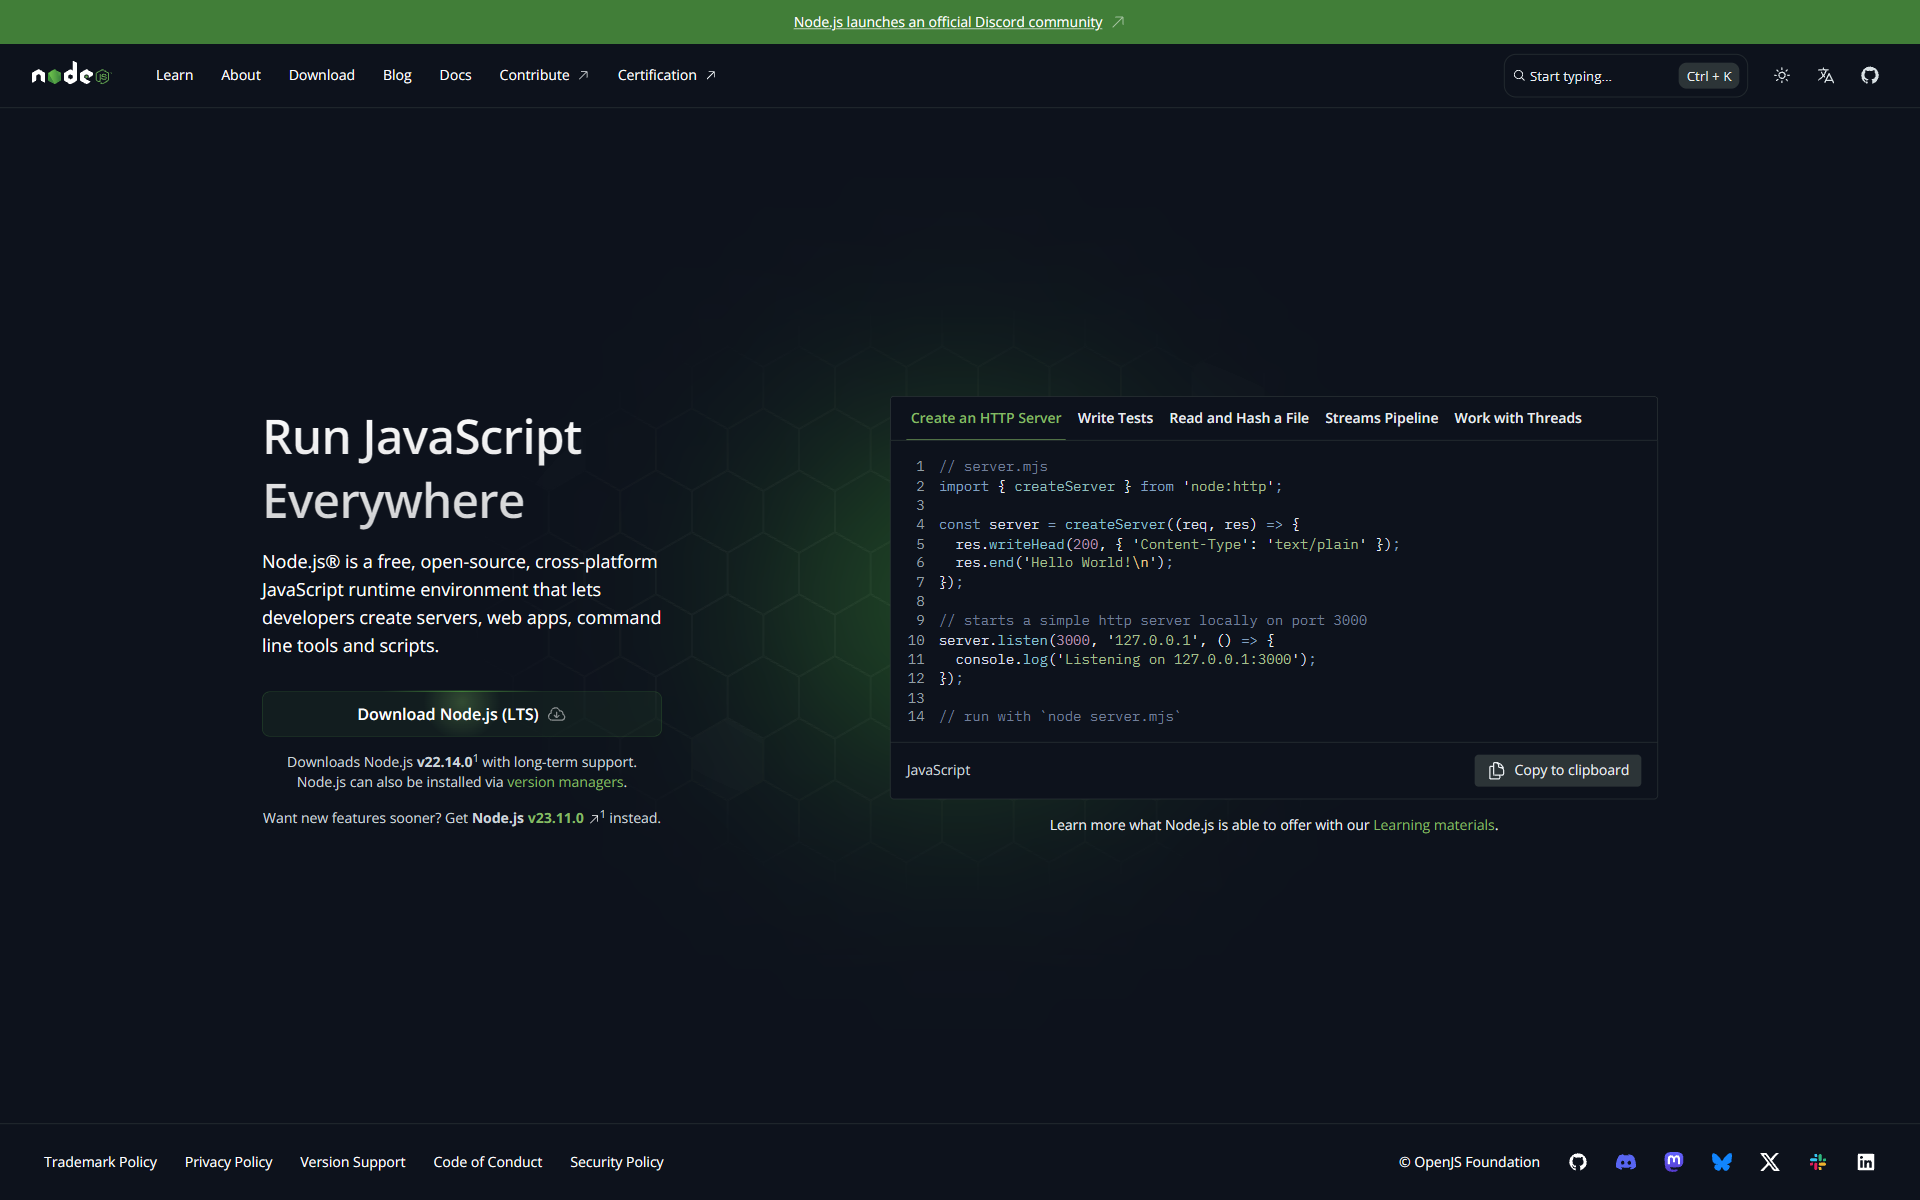 Node.js launches an official Discord community
node JS
Learn About Download Blog Docs Contribute Certification
Start typing... Ctrl + K
Run JavaScript
Everywhere
Node.js® is a free, open-source, cross-platform
JavaScript runtime environment that lets
developers create servers, web apps, command
line tools and scripts.
Download Node.js (LTS)
Downloads Node.js v22.14.0¹ with long-term support.
Node.js can also be installed via version managers.
Want new features sooner? Get Node.js v23.11.0 ¹ instead.
Create an HTTP Server Write Tests Read and Hash a File Streams Pipeline Work with Threads
1 // server.mjs
2 import { createServer } from 'node:http';
3
4 const server = createServer((req, res) => {
5   res.writeHead(200, { 'Content-Type': 'text/plain' });
6   res.end('Hello World!\n');
7 });
8
9 // starts a simple http server locally on port 3000
10 server.listen(3000, '127.0.0.1', () => {
11   console.log('Listening on 127.0.0.1:3000');
12 });
13
14 // run with `node server.mjs`
JavaScript Copy to clipboard
Learn more what Node.js is able to offer with our Learning materials.
Trademark Policy Privacy Policy Version Support Code of Conduct Security Policy © OpenJS Foundation